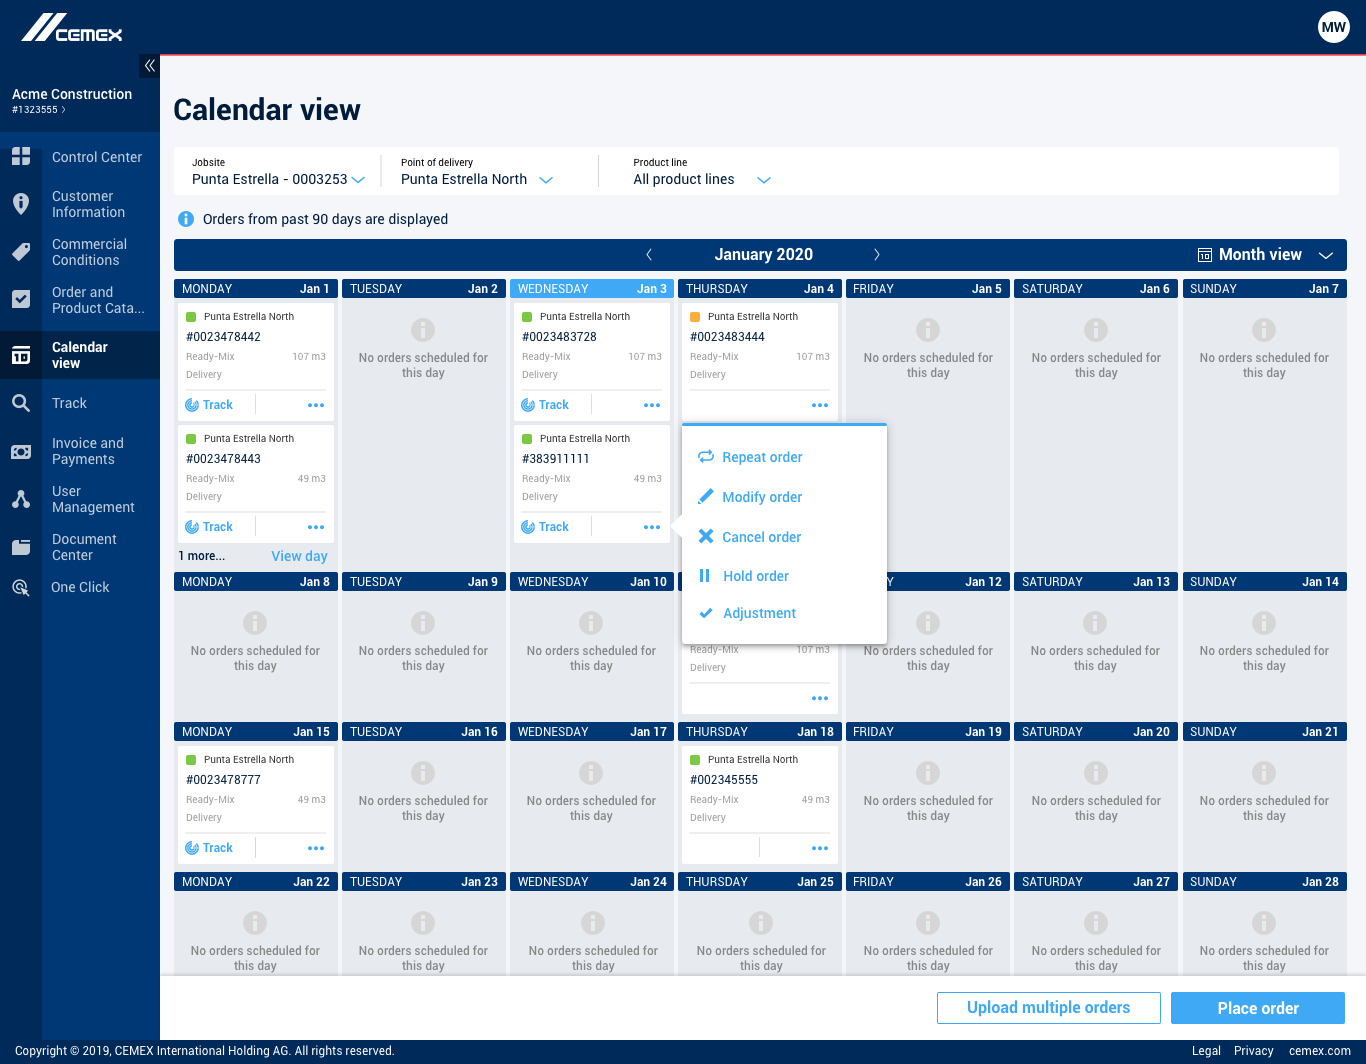 CEMEX
MW
Acme Construction
#1323555 >
Control Center
Customer
Information
Commercial
Conditions
Order and
Product Cata...
Calendar
view
Track
Invoice and
Payments
User
Management
Document
Center
One Click
Calendar view
Jobsite
Punta Estrella - 0003253
Point of delivery
Punta Estrella North
Product line
All product lines
Orders from past 90 days are displayed
January 2020
Month view
MONDAY Jan 1
TUESDAY Jan 2
WEDNESDAY Jan 3
THURSDAY Jan 4
FRIDAY Jan 5
SATURDAY Jan 6
SUNDAY Jan 7
Punta Estrella North
#0023478442
Ready-Mix 107 m3
Delivery
Track
Punta Estrella North
#0023478443
Ready-Mix 49 m3
Delivery
Track
1 more... View day
No orders scheduled for
this day
Punta Estrella North
#0023483728
Ready-Mix 107 m3
Delivery
Track
Punta Estrella North
#383911111
Ready-Mix 49 m3
Delivery
Track
Punta Estrella North
#0023483444
Ready-Mix 107 m3
Delivery
Repeat order
Modify order
Cancel order
Hold order
Adjustment
No orders scheduled for
this day
No orders scheduled for
this day
No orders scheduled for
this day
MONDAY Jan 8
TUESDAY Jan 9
WEDNESDAY Jan 10
Y Jan 12
SATURDAY Jan 13
SUNDAY Jan 14
No orders scheduled for
this day
No orders scheduled for
this day
No orders scheduled for
this day
Ready-Mix 107 m3
Delivery
No orders scheduled for
this day
No orders scheduled for
this day
No orders scheduled for
this day
MONDAY Jan 15
TUESDAY Jan 16
WEDNESDAY Jan 17
THURSDAY Jan 18
FRIDAY Jan 19
SATURDAY Jan 20
SUNDAY Jan 21
Punta Estrella North
#0023478777
Ready-Mix 49 m3
Delivery
Track
No orders scheduled for
this day
No orders scheduled for
this day
Punta Estrella North
#002345555
Ready-Mix 49 m3
Delivery
No orders scheduled for
this day
No orders scheduled for
this day
No orders scheduled for
this day
MONDAY Jan 22
TUESDAY Jan 23
WEDNESDAY Jan 24
THURSDAY Jan 25
FRIDAY Jan 26
SATURDAY Jan 27
SUNDAY Jan 28
No orders scheduled for
this day
No orders scheduled for
this day
No orders scheduled for
this day
No orders scheduled for
this day
No orders scheduled for
this day
No orders scheduled for
this day
No orders scheduled for
this day
Upload multiple orders
Place order
Copyright © 2019, CEMEX International Holding AG. All rights reserved.
Legal Privacy cemex.com